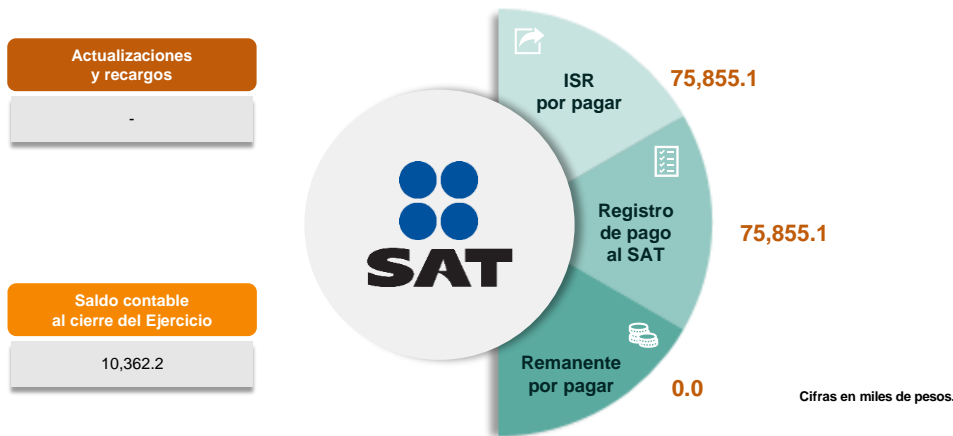 Actualizaciones
y recargos
-
Saldo contable
al cierre del Ejercicio
10,362.2
SAT
ISR
por pagar
75,855.1
Registro
de pago
al SAT
75,855.1
Remanente
por pagar
0.0
Cifras en miles de pesos.